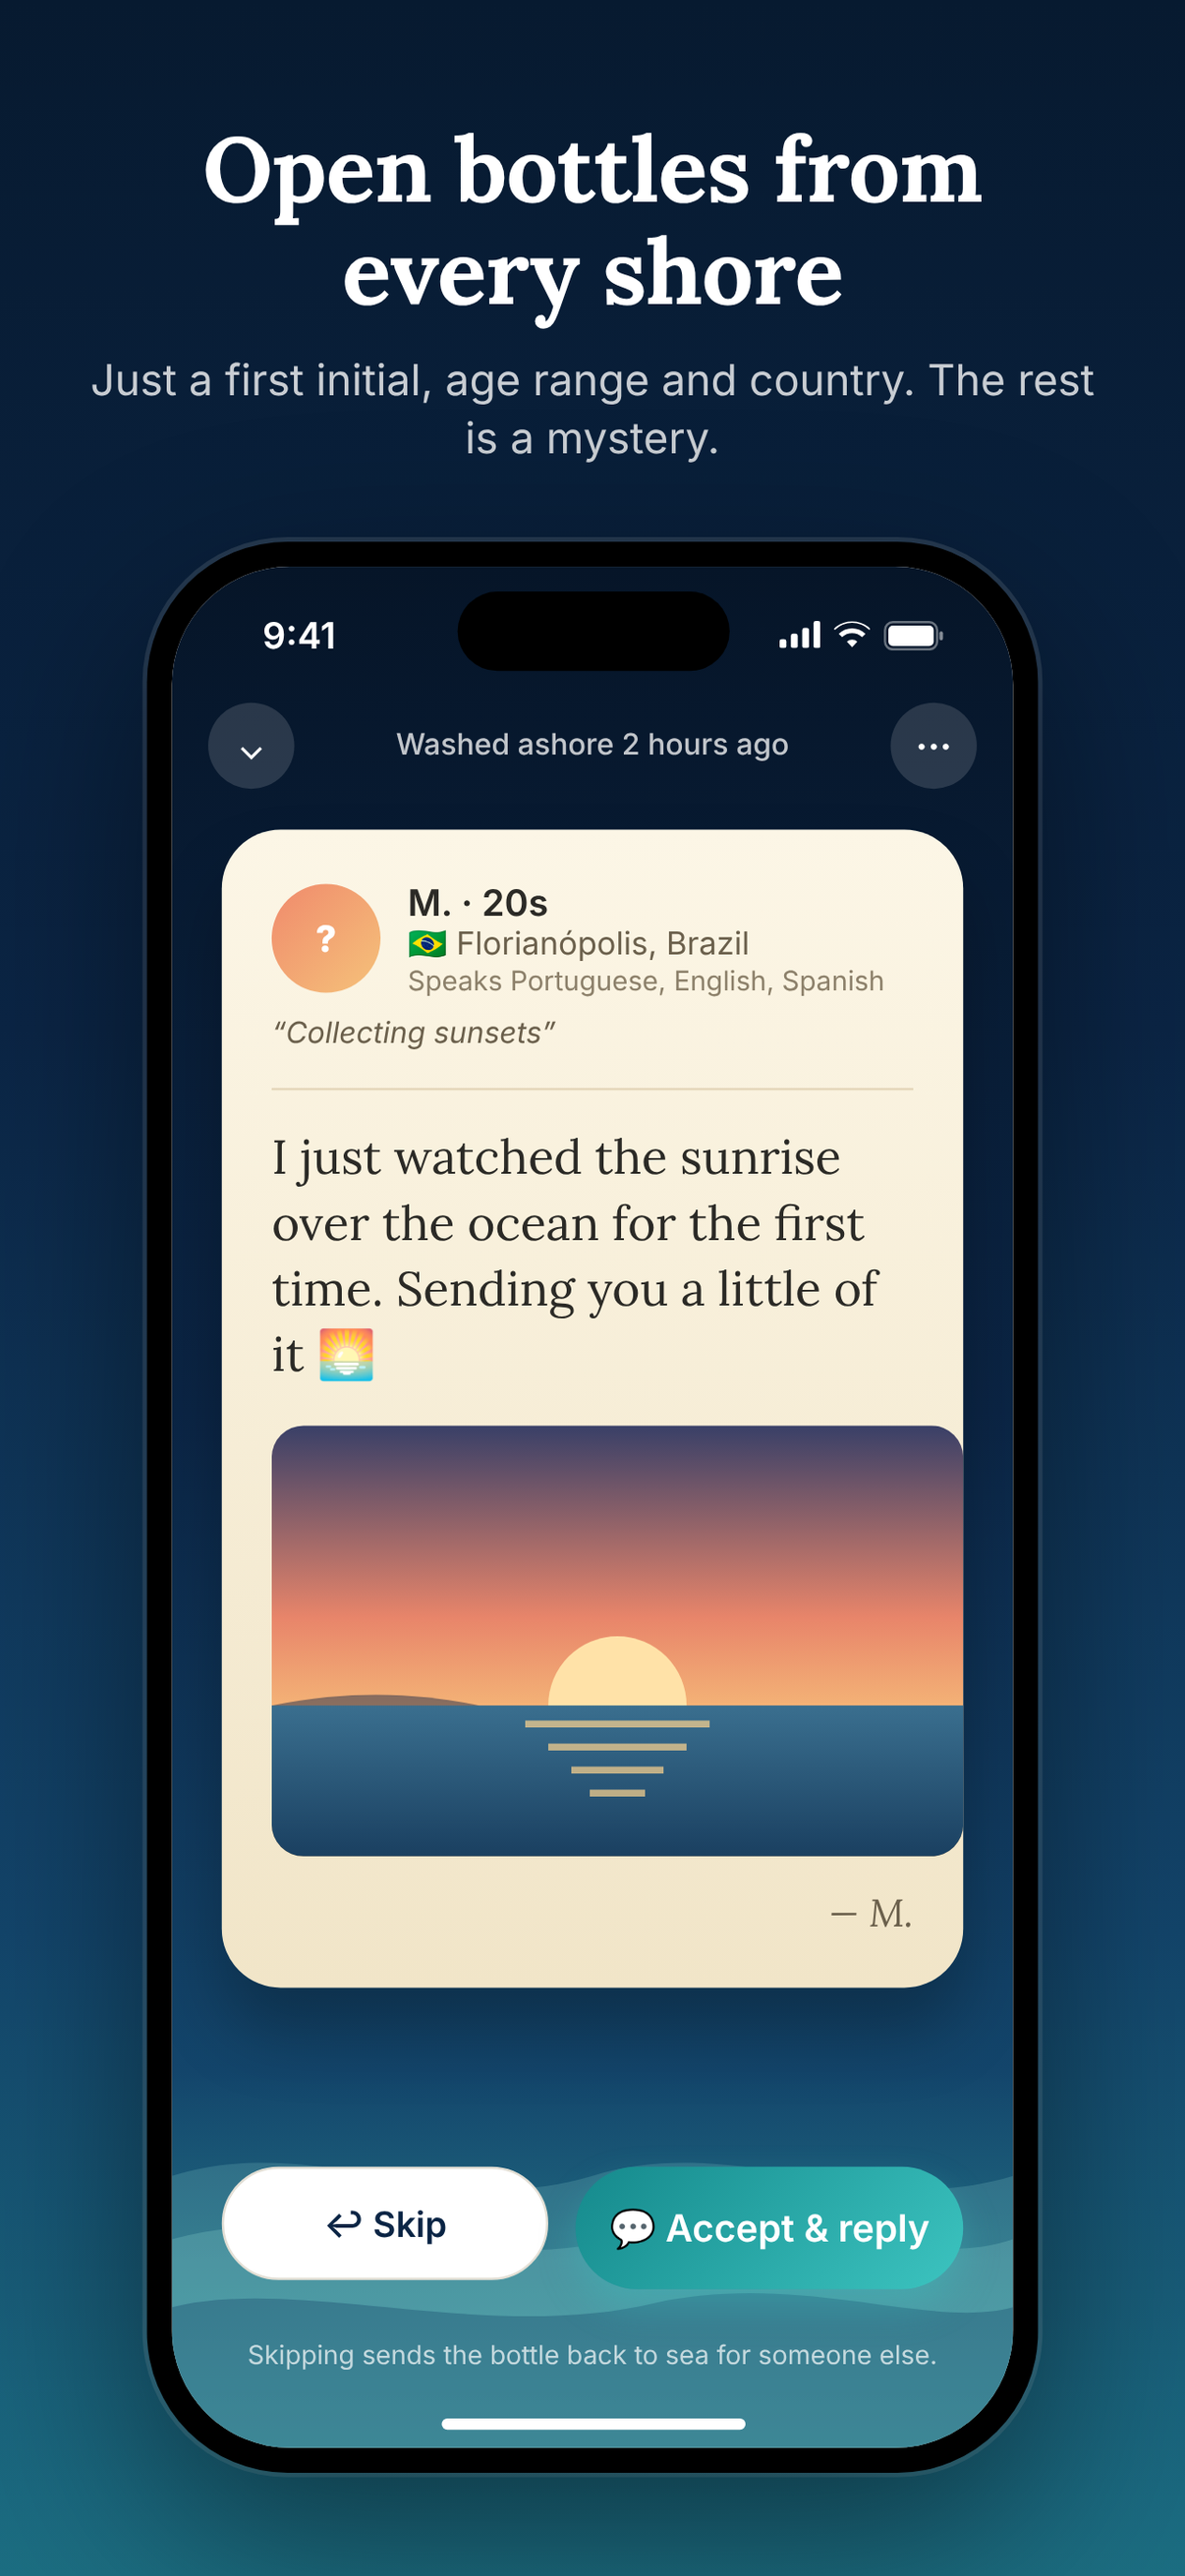 Open bottles from
every shore
Just a first initial, age range and country. The rest
is a mystery.
9:41
Washed ashore 2 hours ago
?
M. · 20s
🇧🇷 Florianópolis, Brazil
Speaks Portuguese, English, Spanish
“Collecting sunsets”
I just watched the sunrise
over the ocean for the first
time. Sending you a little of
it 🌅
— M.
↩ Skip
💬 Accept & reply
Skipping sends the bottle back to sea for someone else.